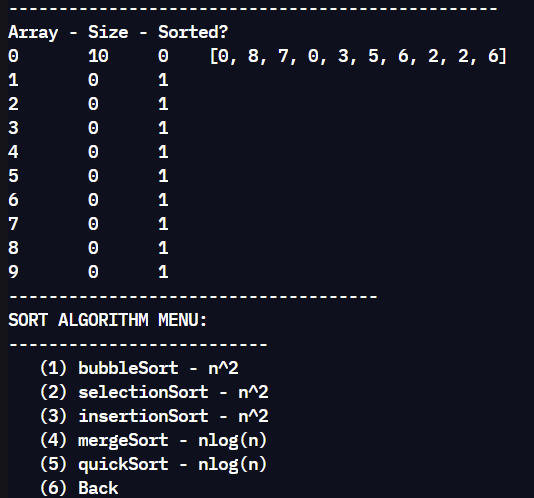 -------------------------------------------------
Array - Size - Sorted?
0       10     0    [0, 8, 7, 0, 3, 5, 6, 2, 2, 6]
1       0      1
2       0      1
3       0      1
4       0      1
5       0      1
6       0      1
7       0      1
8       0      1
9       0      1
-------------------------------------
SORT ALGORITHM MENU:
--------------------------
   (1) bubbleSort - n^2
   (2) selectionSort - n^2
   (3) insertionSort - n^2
   (4) mergeSort - nlog(n)
   (5) quickSort - nlog(n)
   (6) Back